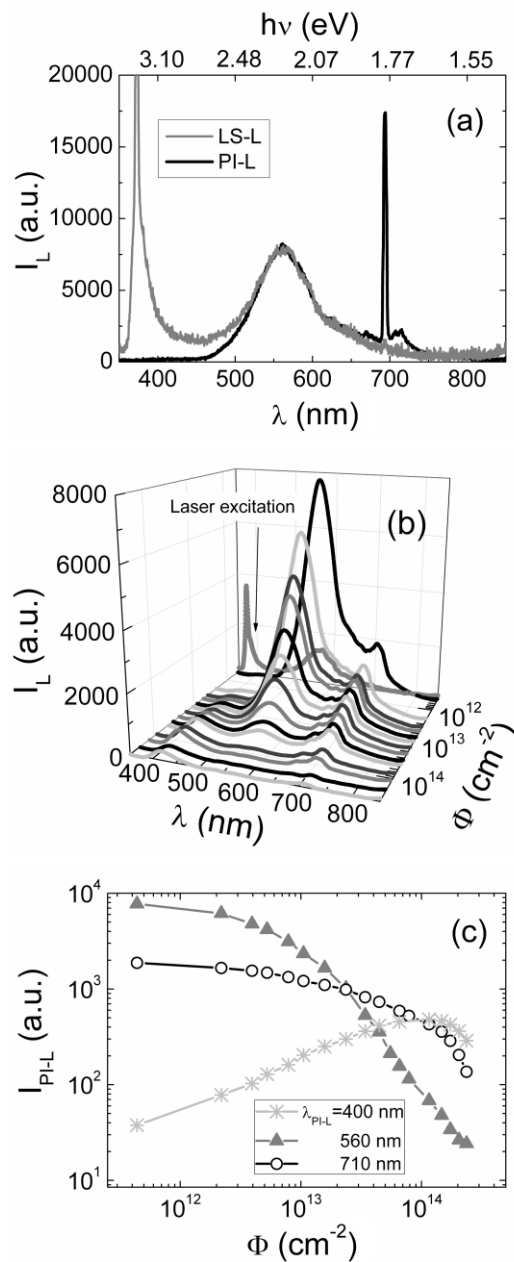 hν (eV)
3.10 2.48 2.07 1.77 1.55
20000
(a)
LS-L
PI-L
15000
I_L (a.u.)
10000
5000
0
400 500 600 700 800
λ (nm)
8000
(b)
Laser excitation
6000
I_L (a.u.)
4000
2000
0
10^12
10^13
10^14
Φ (cm^-2)
400 500 600 700 800
λ (nm)
10^4
(c)
10^3
I_PI-L (a.u.)
10^2
λ_PI-L=400 nm
560 nm
710 nm
10^1
10^12 10^13 10^14
Φ (cm^-2)